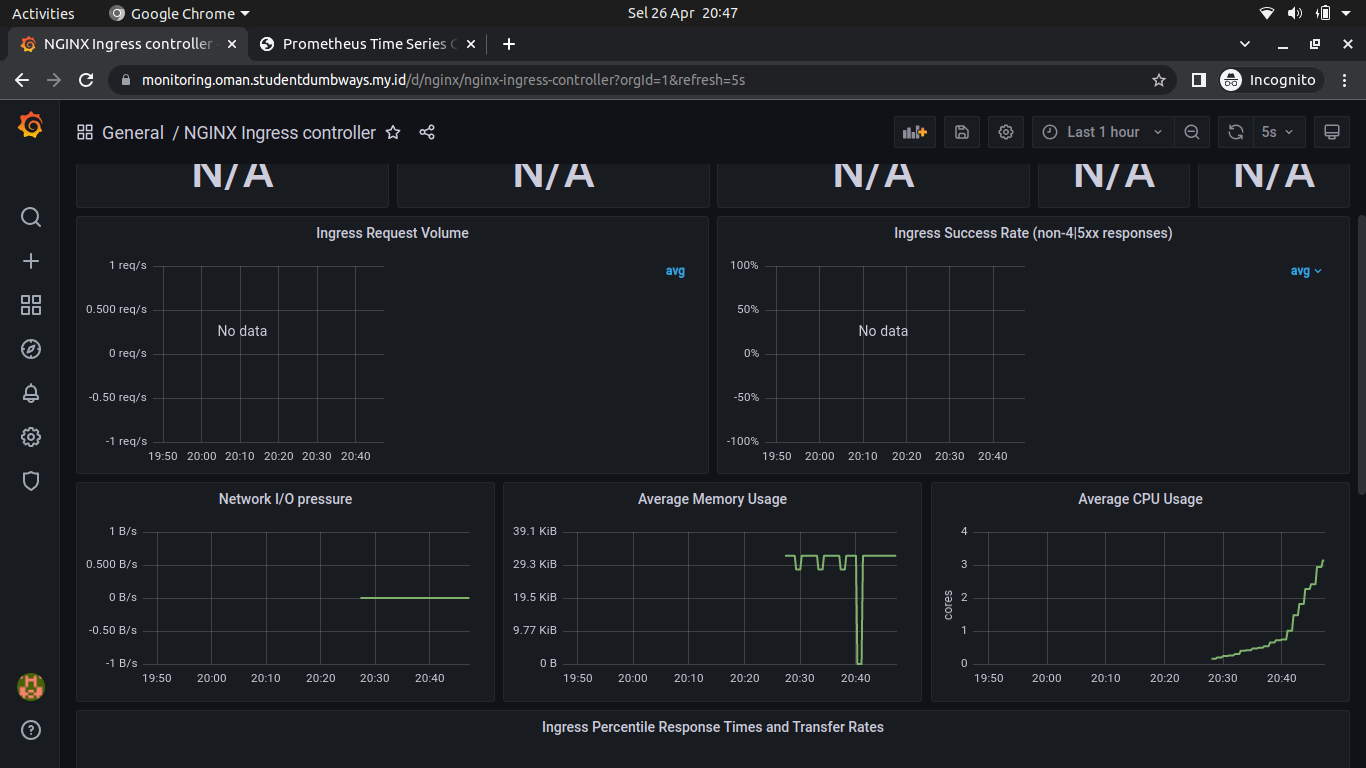 Activities Google Chrome Sel 26 Apr 20:47
NGINX Ingress controller - Prometheus Time Series C
monitoring.oman.studentdumbways.my.id/d/nginx/nginx-ingress-controller?orgId=1&refresh=5s Incognito
General / NGINX Ingress controller Last 1 hour 5s
N/A N/A N/A N/A N/A
Ingress Request Volume
1 req/s
0.500 req/s
0 req/s
-0.50 req/s
-1 req/s
No data
avg
19:50 20:00 20:10 20:20 20:30 20:40
Ingress Success Rate (non-4|5xx responses)
100%
50%
0%
-50%
-100%
No data
avg
19:50 20:00 20:10 20:20 20:30 20:40
Network I/O pressure
1 B/s
0.500 B/s
0 B/s
-0.50 B/s
-1 B/s
19:50 20:00 20:10 20:20 20:30 20:40
Average Memory Usage
39.1 KiB
29.3 KiB
19.5 KiB
9.77 KiB
0 B
19:50 20:00 20:10 20:20 20:30 20:40
Average CPU Usage
cores
4
3
2
1
0
19:50 20:00 20:10 20:20 20:30 20:40
Ingress Percentile Response Times and Transfer Rates